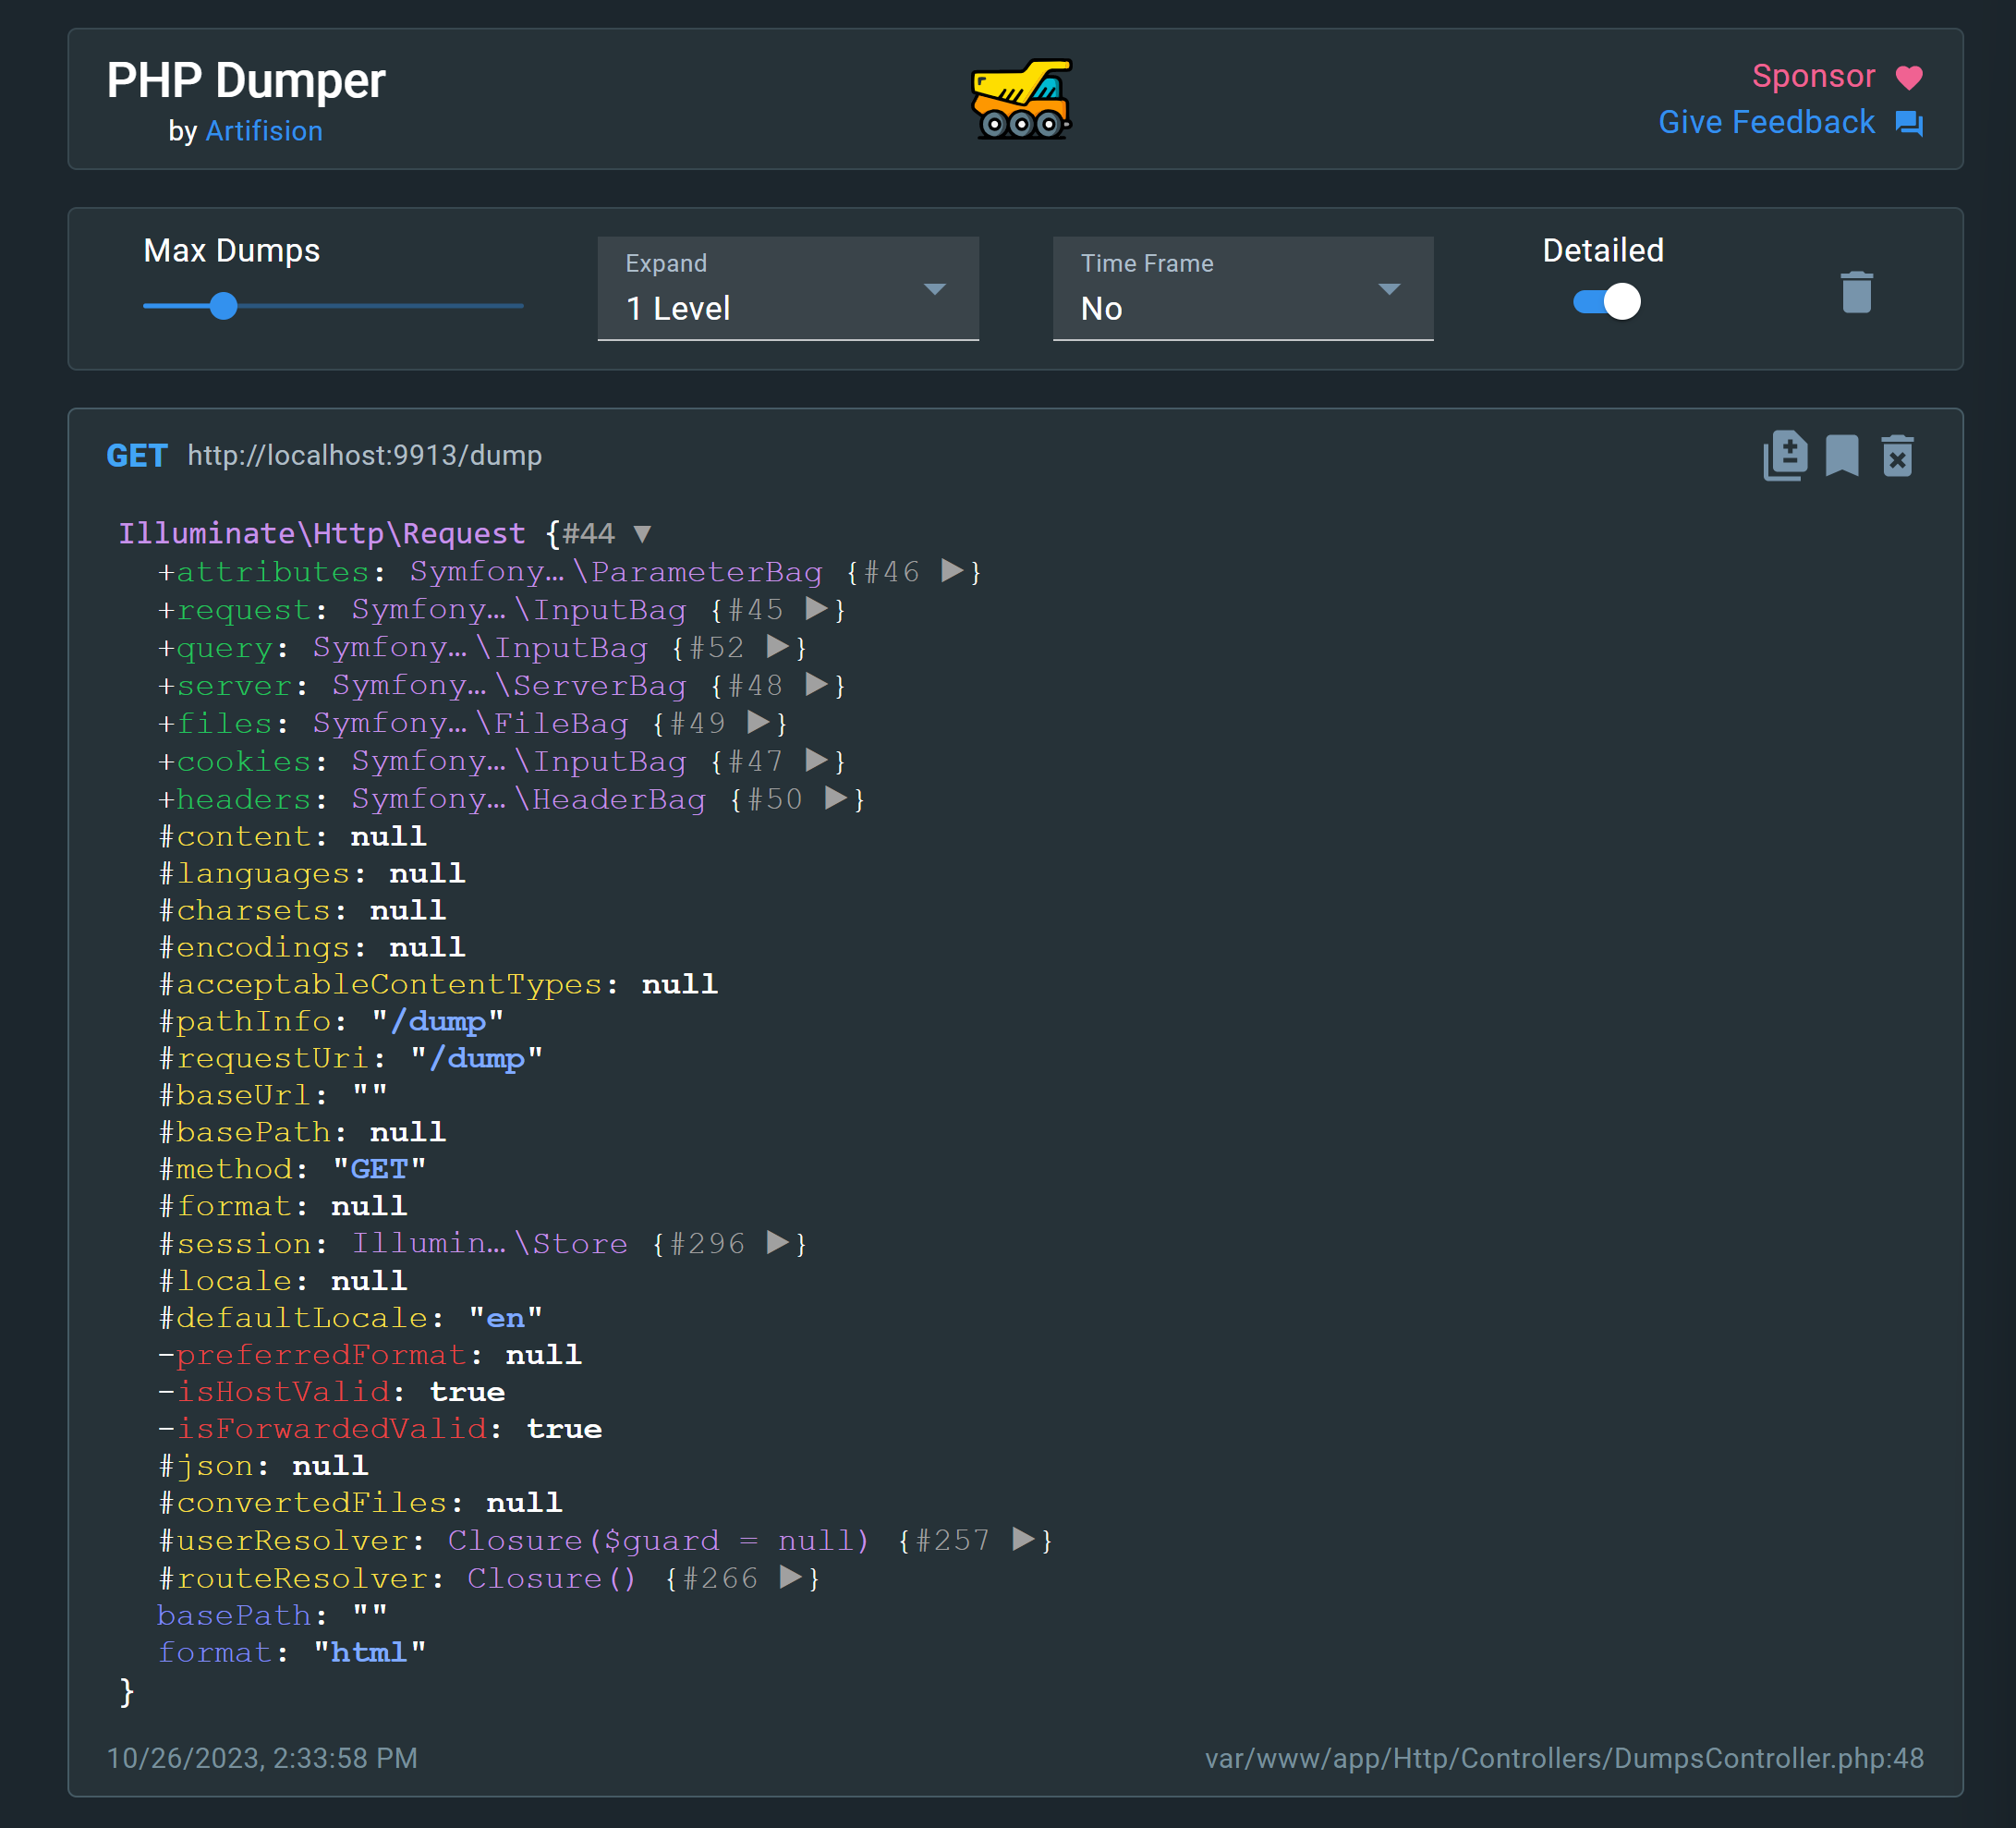 PHP Dumper
by Artifision
Sponsor
Give Feedback
Max Dumps
Expand
1 Level
Time Frame
No
Detailed
GET http://localhost:9913/dump
Illuminate\Http\Request {#44 ▼
+attributes: Symfony…\ParameterBag {#46 ▶}
+request: Symfony…\InputBag {#45 ▶}
+query: Symfony…\InputBag {#52 ▶}
+server: Symfony…\ServerBag {#48 ▶}
+files: Symfony…\FileBag {#49 ▶}
+cookies: Symfony…\InputBag {#47 ▶}
+headers: Symfony…\HeaderBag {#50 ▶}
#content: null
#languages: null
#charsets: null
#encodings: null
#acceptableContentTypes: null
#pathInfo: "/dump"
#requestUri: "/dump"
#baseUrl: ""
#basePath: null
#method: "GET"
#format: null
#session: Illumin…\Store {#296 ▶}
#locale: null
#defaultLocale: "en"
-preferredFormat: null
-isHostValid: true
-isForwardedValid: true
#json: null
#convertedFiles: null
#userResolver: Closure($guard = null) {#257 ▶}
#routeResolver: Closure() {#266 ▶}
basePath: ""
format: "html"
}
10/26/2023, 2:33:58 PM
var/www/app/Http/Controllers/DumpsController.php:48